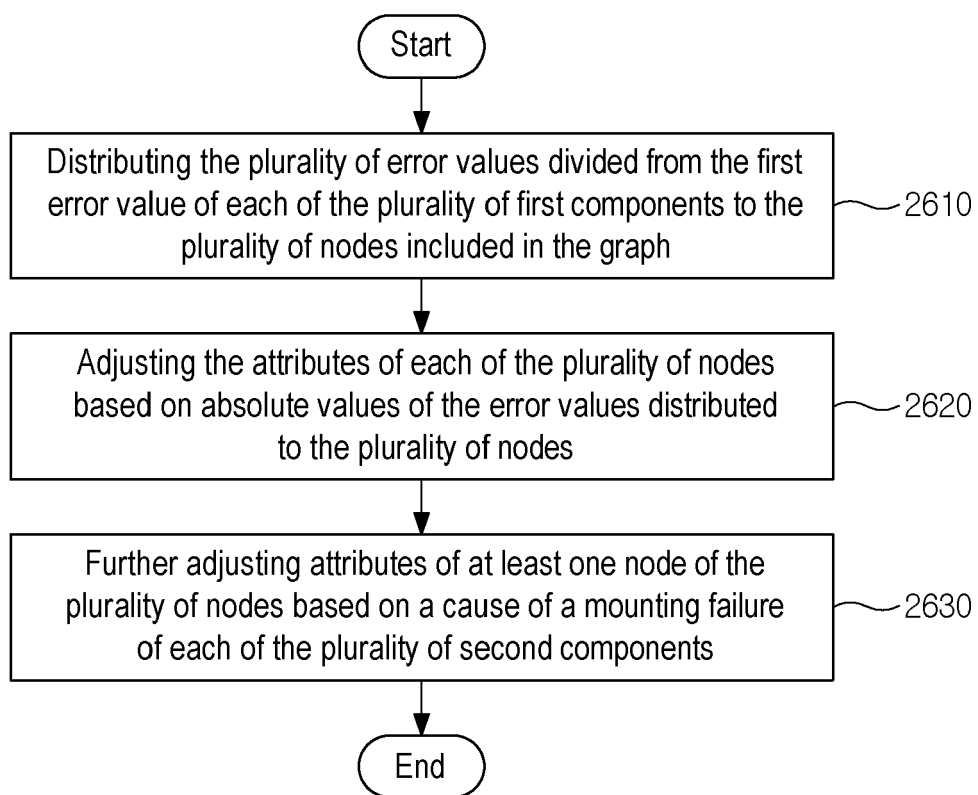 Start
Distributing the plurality of error values divided from the first
error value of each of the plurality of first components to the
plurality of nodes included in the graph
2610
Adjusting the attributes of each of the plurality of nodes
based on absolute values of the error values distributed
to the plurality of nodes
2620
Further adjusting attributes of at least one node of the
plurality of nodes based on a cause of a mounting failure
of each of the plurality of second components
2630
End